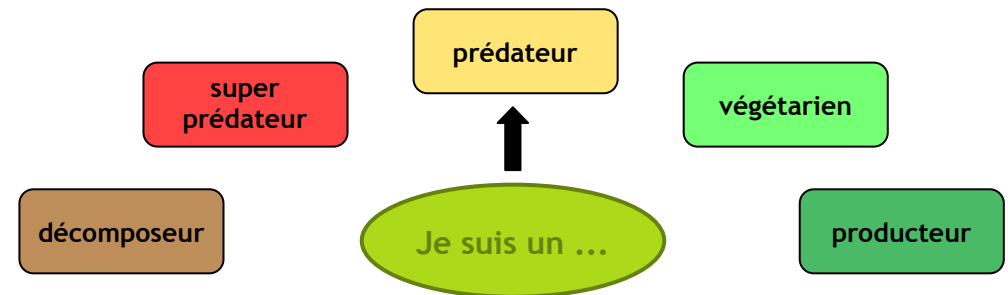 prédateur
super
prédateur
végétarien
décomposeur
Je suis un ...
producteur